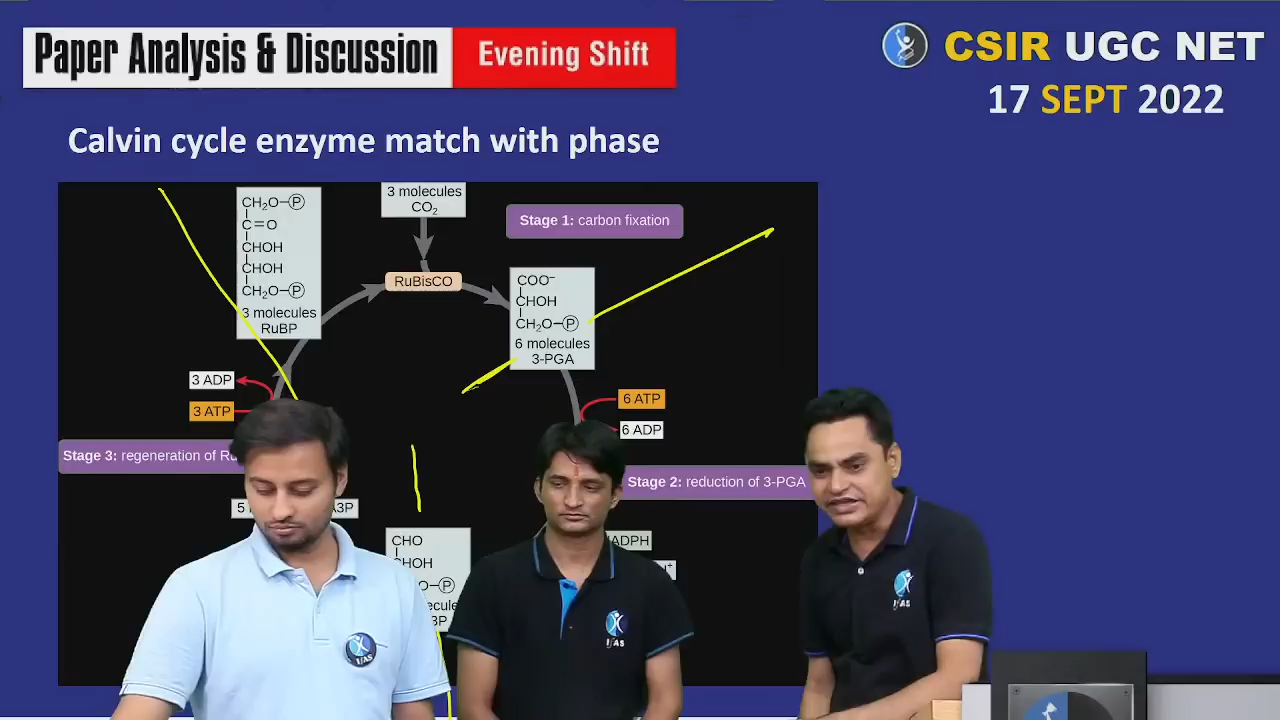 Paper Analysis & Discussion
Evening Shift
CSIR UGC NET
17 SEPT 2022
Calvin cycle enzyme match with phase
CH₂O–Ⓟ
C=O
CHOH
CHOH
CH₂O–Ⓟ
3 molecules
RuBP
3 molecules
CO₂
Stage 1: carbon fixation
RuBisCO
COO⁻
CHOH
CH₂O–Ⓟ
6 molecules
3-PGA
3 ADP
3 ATP
6 ATP
6 ADP
Stage 3: regeneration of
Stage 2: reduction of 3-PGA
5
CHO
IFAS
IFAS
IFAS